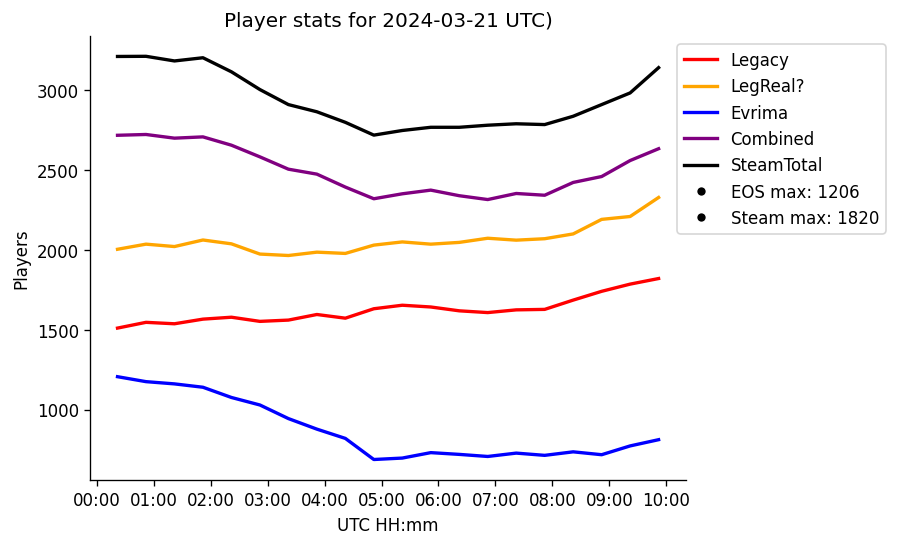 Player stats for 2024-03-21 UTC)
Players
3000
2500
2000
1500
1000
00:00 01:00 02:00 03:00 04:00 05:00 06:00 07:00 08:00 09:00 10:00
UTC HH:mm
Legacy
LegReal?
Evrima
Combined
SteamTotal
EOS max: 1206
Steam max: 1820